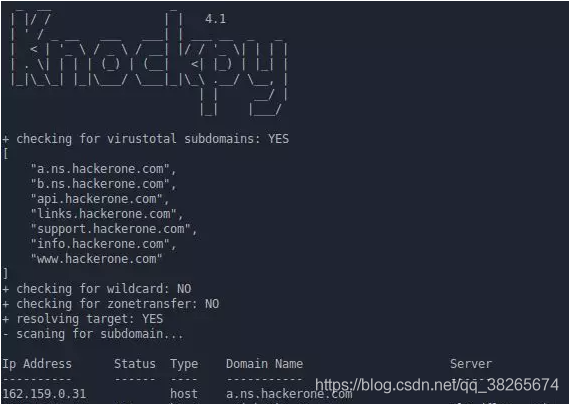 Knockpy 4.1
+ checking for virustotal subdomains: YES
[
"a.ns.hackerone.com",
"b.ns.hackerone.com",
"api.hackerone.com",
"links.hackerone.com",
"support.hackerone.com",
"info.hackerone.com",
"www.hackerone.com"
]
+ checking for wildcard: NO
+ checking for zonetransfer: NO
+ resolving target: YES
- scaning for subdomain...
Ip Address Status Type Domain Name Server
---------- ------ ---- ----------- ------
162.159.0.31 host a.ns.hackerone.com
https://blog.csdn.net/qq_38265674